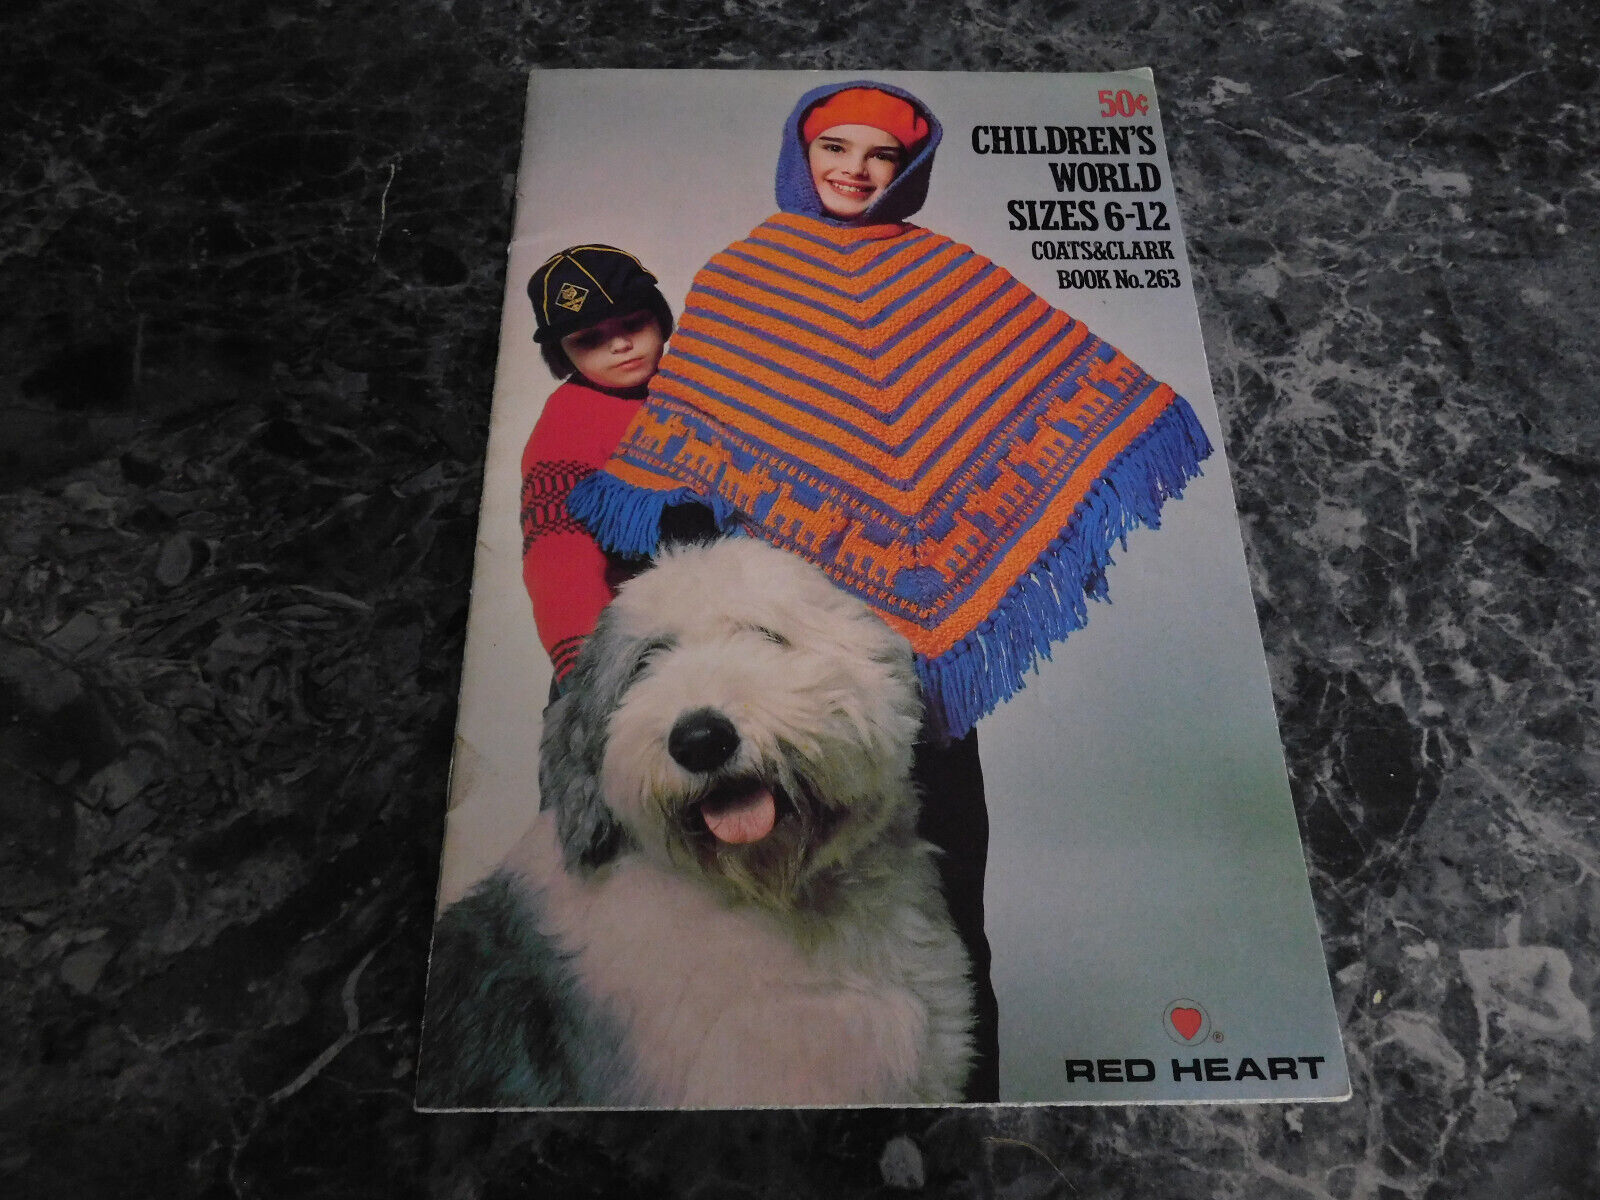 50¢
CHILDREN'S
WORLD
SIZES 6-12
COATS&CLARK
BOOK No. 263
®
RED HEART